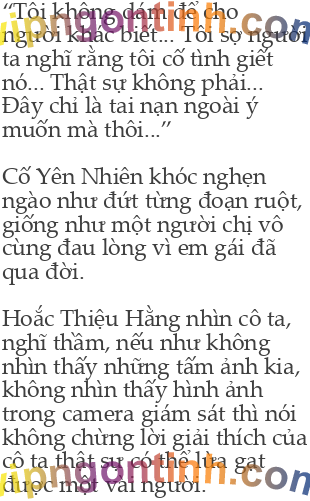 “Tôi không dám để cho
người khác biết... Tôi sợ người
ta nghĩ rằng tôi cố tình giết
nó... Thật sự không phải...
Đây chỉ là tai nạn ngoài ý
muốn mà thôi...”
Cố Yên Nhiên khóc nghẹn
ngào như đứt từng đoạn ruột,
giống như một người chị vô
cùng đau lòng vì em gái đã
qua đời.
Hoắc Thiệu Hằng nhìn cô ta,
nghĩ thầm, nếu như không
nhìn thấy những tấm ảnh kia,
không nhìn thấy hình ảnh
trong camera giám sát thì nói
không chừng lời giải thích của
cô ta thật sự có thể lừa gạt
được một vài người.